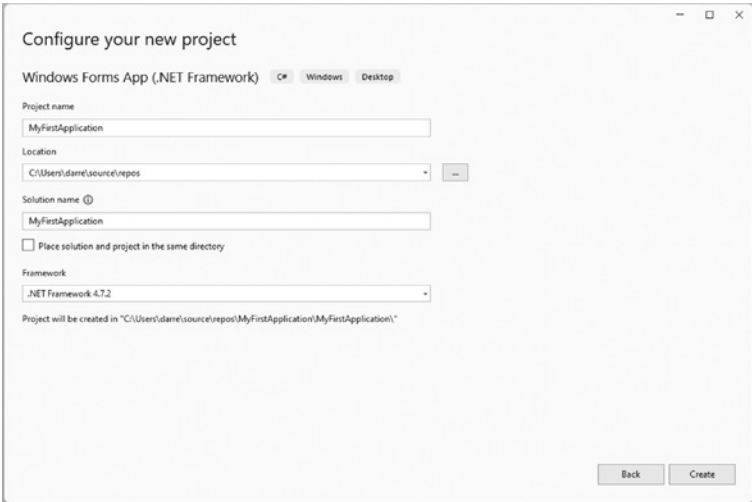 Configure your new project
Windows Forms App (.NET Framework) C# Windows Desktop
Project name
MyFirstApplication
Location
C:\Users\darre\source\repos
...
Solution name
MyFirstApplication
Place solution and project in the same directory
Framework
.NET Framework 4.7.2
Project will be created in "C:\Users\darre\source\repos\MyFirstApplication\MyFirstApplication\"
Back Create